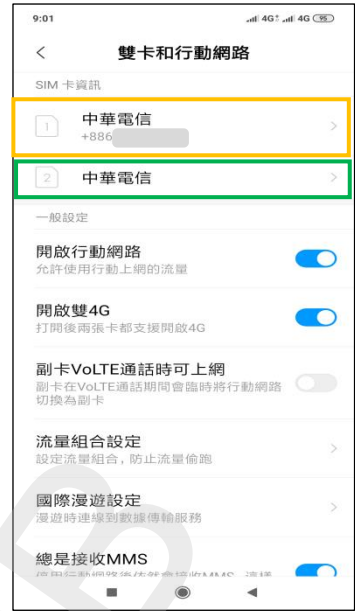 9:01
4G 4G 95
雙卡和行動網路
SIM 卡資訊
1
中華電信
+886
2
中華電信
一般設定
開啟行動網路
允許使用行動上網的流量
開啟雙4G
打開後兩張卡都支援開啟4G
副卡VoLTE通話時可上網
副卡在VoLTE通話期間會臨時將行動網路
切換為副卡
流量組合設定
設定流量組合，防止流量偷跑
國際漫遊設定
漫遊時連線到數據傳輸服務
總是接收MMS